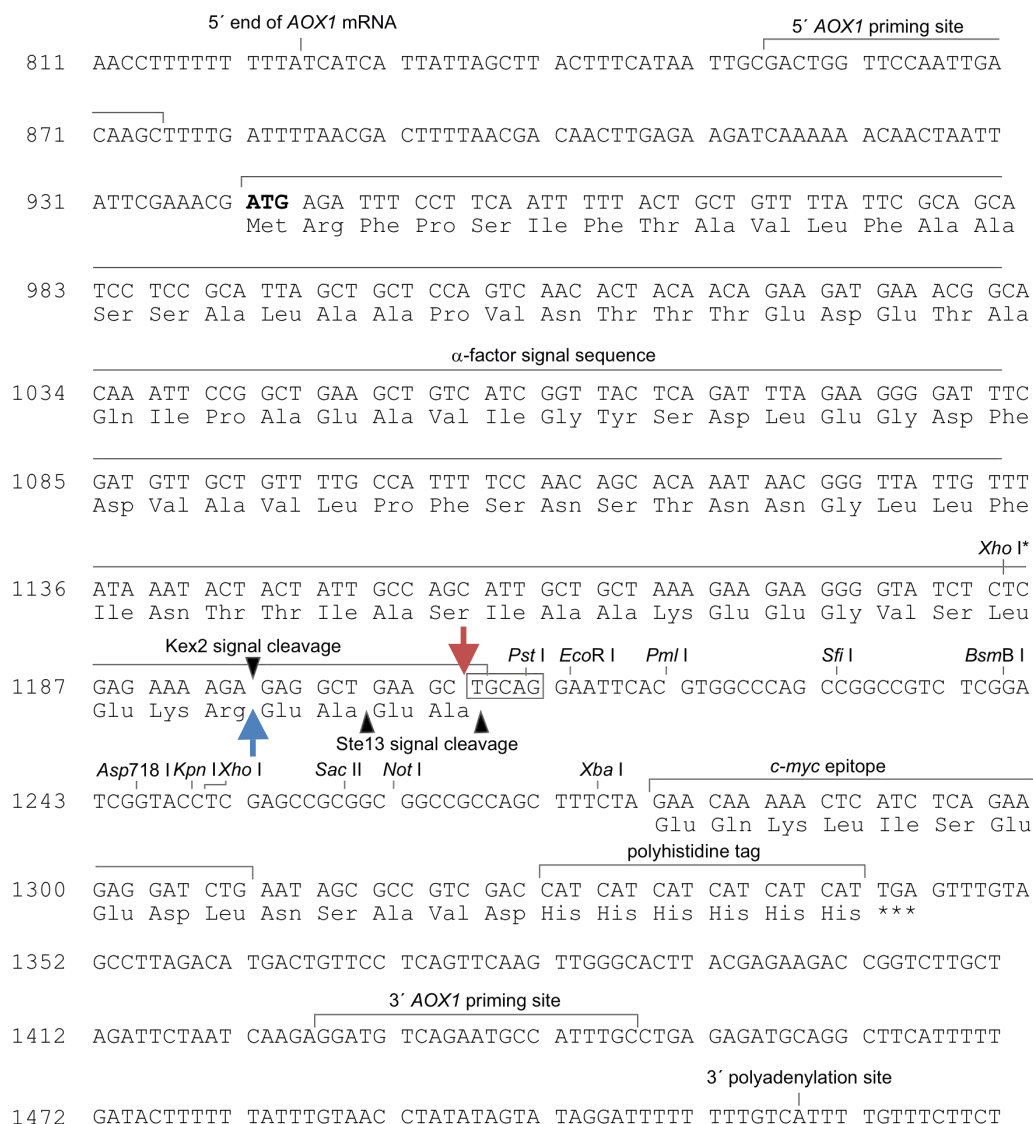 5´ end of AOX1 mRNA
5´ AOX1 priming site
811 AACCTTTTTT TTTATCATCA TTATTAGCTT ACTTTCATAA TTGCGACTGG TTCCAATTGA
871 CAAGCTTTTG ATTTTAACGA CTTTTAACGA CAACTTGAGA AGATCAAAAA ACAACTAATT
931 ATTCGAAACG ATG AGA TTT CCT TCA ATT TTT ACT GCT GTT TTA TTC GCA GCA
Met Arg Phe Pro Ser Ile Phe Thr Ala Val Leu Phe Ala Ala
983 TCC TCC GCA TTA GCT GCT CCA GTC AAC ACT ACA ACA GAA GAT GAA ACG GCA
Ser Ser Ala Leu Ala Ala Pro Val Asn Thr Thr Thr Glu Asp Glu Thr Ala
α-factor signal sequence
1034 CAA ATT CCG GCT GAA GCT GTC ATC GGT TAC TCA GAT TTA GAA GGG GAT TTC
Gln Ile Pro Ala Glu Ala Val Ile Gly Tyr Ser Asp Leu Glu Gly Asp Phe
1085 GAT GTT GCT GTT TTG CCA TTT TCC AAC AGC ACA AAT AAC GGG TTA TTG TTT
Asp Val Ala Val Leu Pro Phe Ser Asn Ser Thr Asn Asn Gly Leu Leu Phe
Xho I*
1136 ATA AAT ACT ACT ATT GCC AGC ATT GCT GCT AAA GAA GAA GGG GTA TCT CTC
Ile Asn Thr Thr Ile Ala Ser Ile Ala Ala Lys Glu Glu Gly Val Ser Leu
Kex2 signal cleavage
Pst I EcoR I Pml I Sfi I BsmB I
1187 GAG AAA AGA GAG GCT GAA GC TGCAG GAATTCAC GTGGCCCAG CCGGCCGTC TCGGA
Glu Lys Arg Glu Ala Glu Ala
Ste13 signal cleavage
Asp718 I Kpn I Xho I Sac II Not I Xba I c-myc epitope
1243 TCGGTACCTC GAGCCGCGGC GGCCGCCAGC TTTCTA GAA CAA AAA CTC ATC TCA GAA
Glu Gln Lys Leu Ile Ser Glu
polyhistidine tag
1300 GAG GAT CTG AAT AGC GCC GTC GAC CAT CAT CAT CAT CAT CAT TGA GTTTGTA
Glu Asp Leu Asn Ser Ala Val Asp His His His His His His ***
1352 GCCTTAGACA TGACTGTTCC TCAGTTCAAG TTGGGCACTT ACGAGAAGAC CGGTCTTGCT
3´ AOX1 priming site
1412 AGATTCTAAT CAAGAGGATG TCAGAATGCC ATTTGCCTGA GAGATGCAGG CTTCATTTTT
3´ polyadenylation site
1472 GATACTTTTT TATTTGTAAC CTATATAGTA TAGGATTTTT TTTGTCATTT TGTTTCTTCT